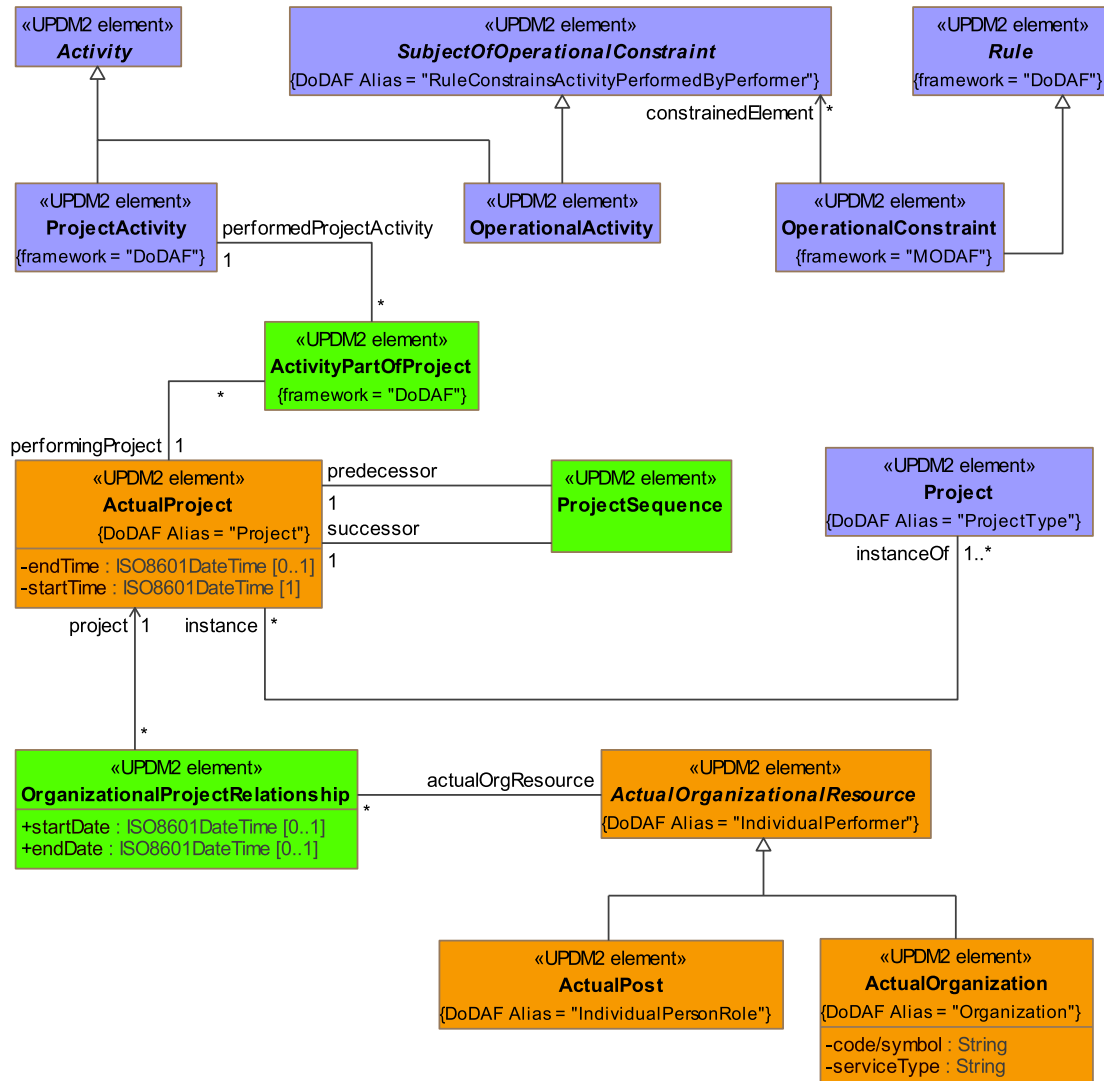 «UPDM2 element»
Activity
«UPDM2 element»
SubjectOfOperationalConstraint
{DoDAF Alias = "RuleConstrainsActivityPerformedByPerformer"}
«UPDM2 element»
Rule
{framework = "DoDAF"}
constrainedElement
*
«UPDM2 element»
ProjectActivity
{framework = "DoDAF"}
performedProjectActivity
1
*
«UPDM2 element»
OperationalActivity
«UPDM2 element»
OperationalConstraint
{framework = "MODAF"}
«UPDM2 element»
ActivityPartOfProject
{framework = "DoDAF"}
*
performingProject
1
«UPDM2 element»
ActualProject
{DoDAF Alias = "Project"}
-endTime : ISO8601DateTime [0..1]
-startTime : ISO8601DateTime [1]
predecessor
1
successor
1
«UPDM2 element»
ProjectSequence
«UPDM2 element»
Project
{DoDAF Alias = "ProjectType"}
instanceOf
1..*
project
1
instance
*
*
«UPDM2 element»
OrganizationalProjectRelationship
+startDate : ISO8601DateTime [0..1]
+endDate : ISO8601DateTime [0..1]
actualOrgResource
*
«UPDM2 element»
ActualOrganizationalResource
{DoDAF Alias = "IndividualPerformer"}
«UPDM2 element»
ActualPost
{DoDAF Alias = "IndividualPersonRole"}
«UPDM2 element»
ActualOrganization
{DoDAF Alias = "Organization"}
-code/symbol : String
-serviceType : String